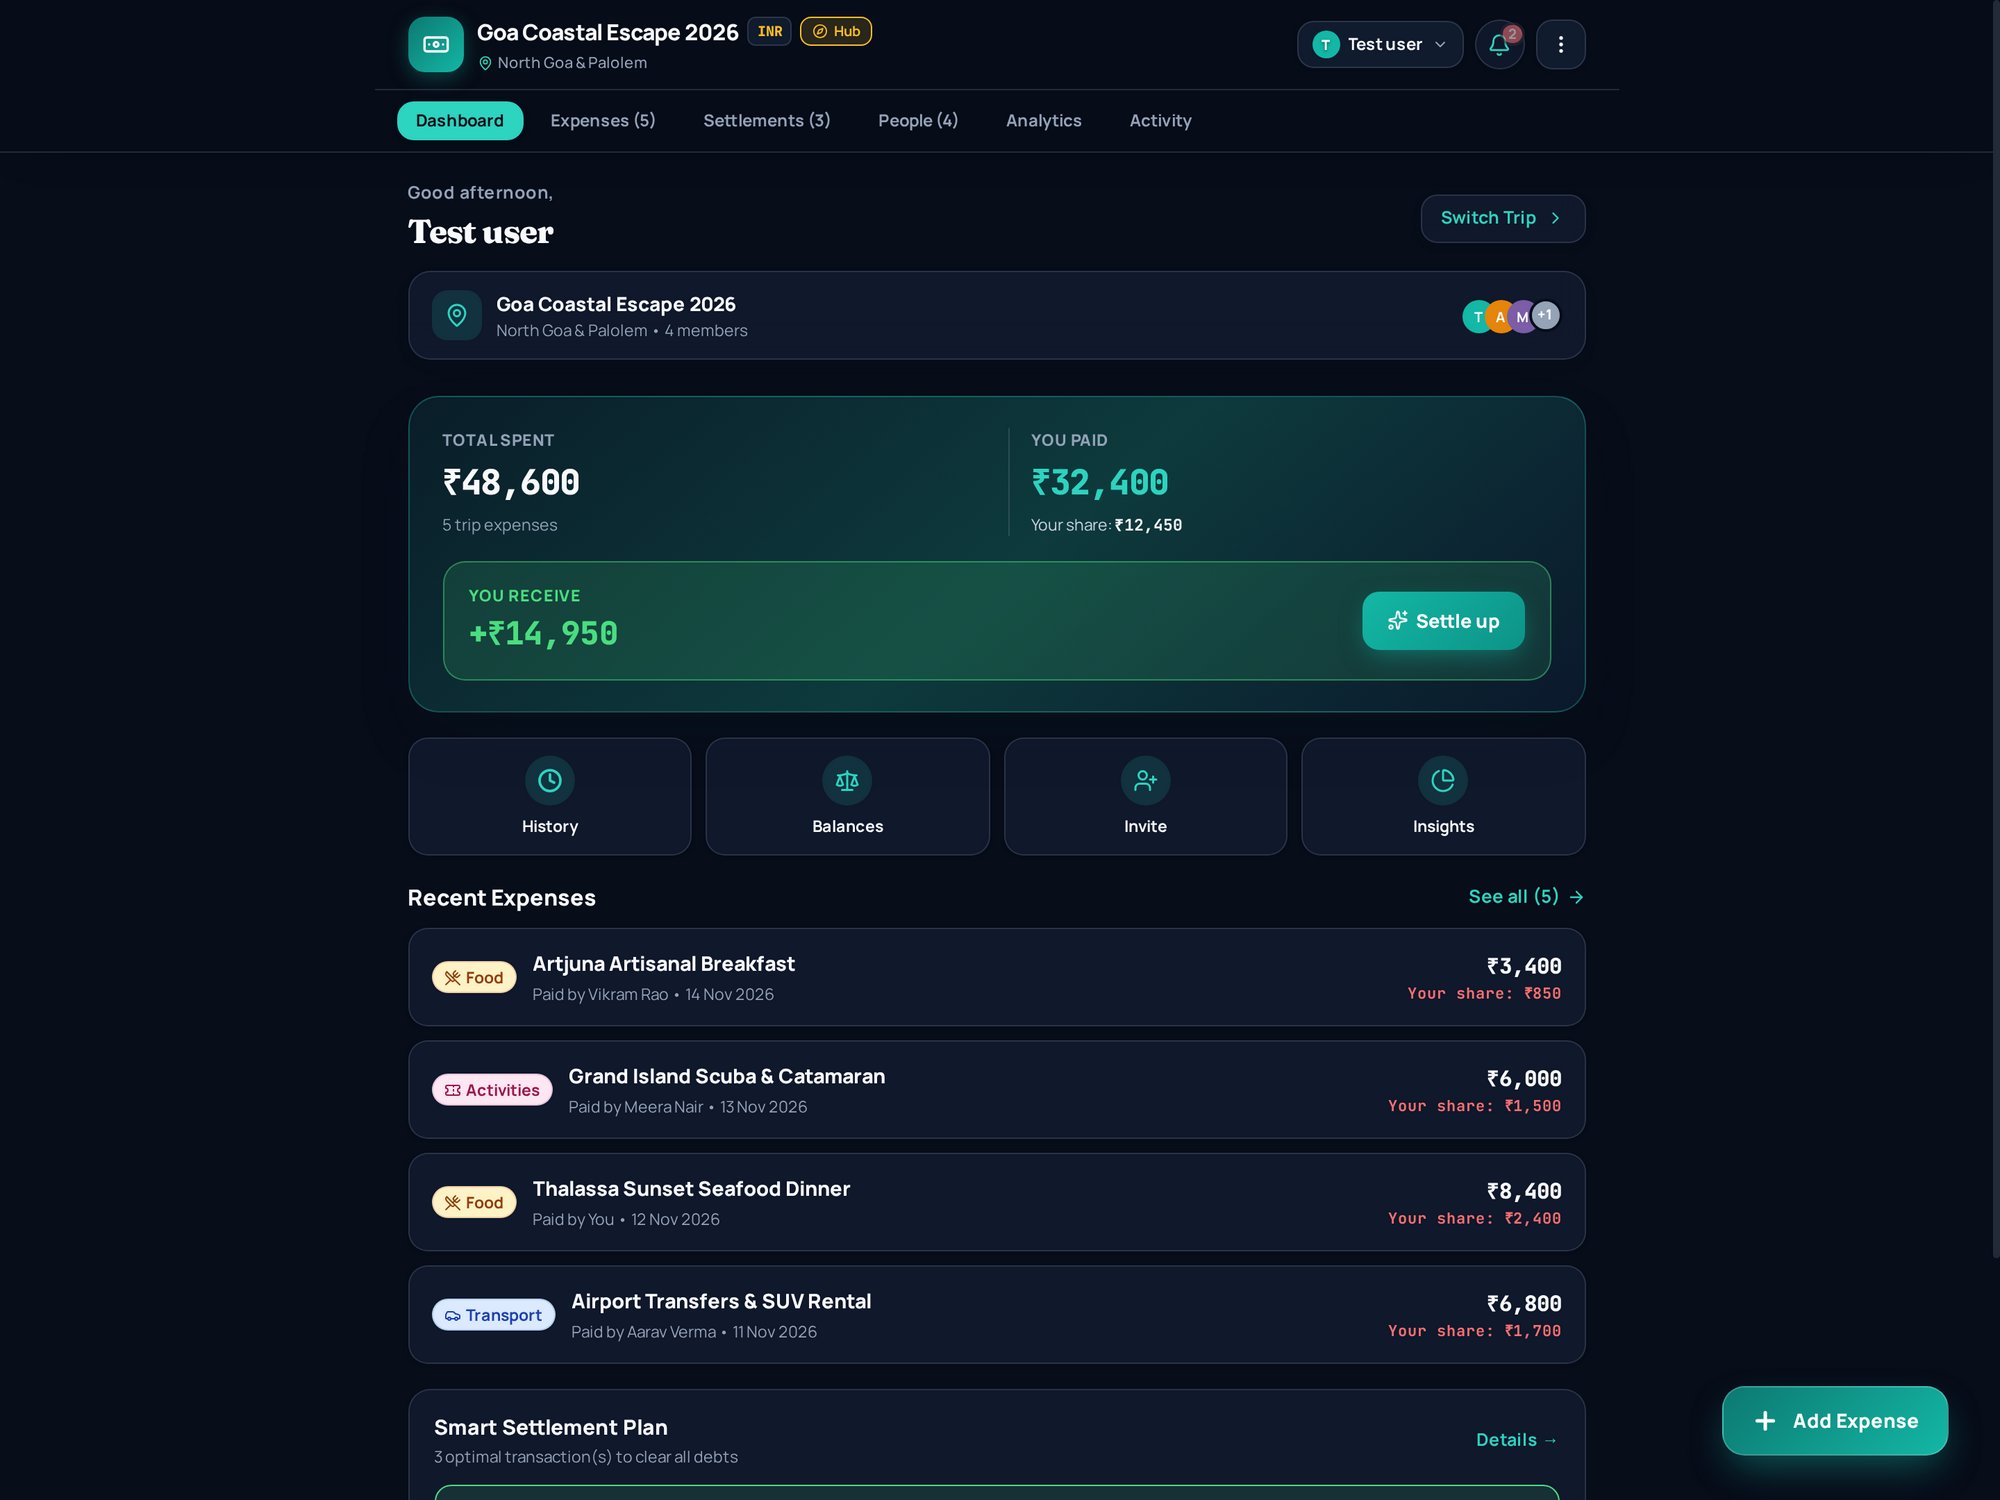 Goa Coastal Escape 2026 INR Hub
North Goa & Palolem
T Test user
2
Dashboard Expenses (5) Settlements (3) People (4) Analytics Activity
Good afternoon,
Test user
Switch Trip
Goa Coastal Escape 2026
North Goa & Palolem • 4 members
T A M +1
TOTAL SPENT
₹48,600
5 trip expenses
YOU PAID
₹32,400
Your share: ₹12,450
YOU RECEIVE
+₹14,950
Settle up
History
Balances
Invite
Insights
Recent Expenses
See all (5) →
Food
Artjuna Artisanal Breakfast
Paid by Vikram Rao • 14 Nov 2026
₹3,400
Your share: ₹850
Activities
Grand Island Scuba & Catamaran
Paid by Meera Nair • 13 Nov 2026
₹6,000
Your share: ₹1,500
Food
Thalassa Sunset Seafood Dinner
Paid by You • 12 Nov 2026
₹8,400
Your share: ₹2,400
Transport
Airport Transfers & SUV Rental
Paid by Aarav Verma • 11 Nov 2026
₹6,800
Your share: ₹1,700
Smart Settlement Plan
3 optimal transaction(s) to clear all debts
Details →
+ Add Expense